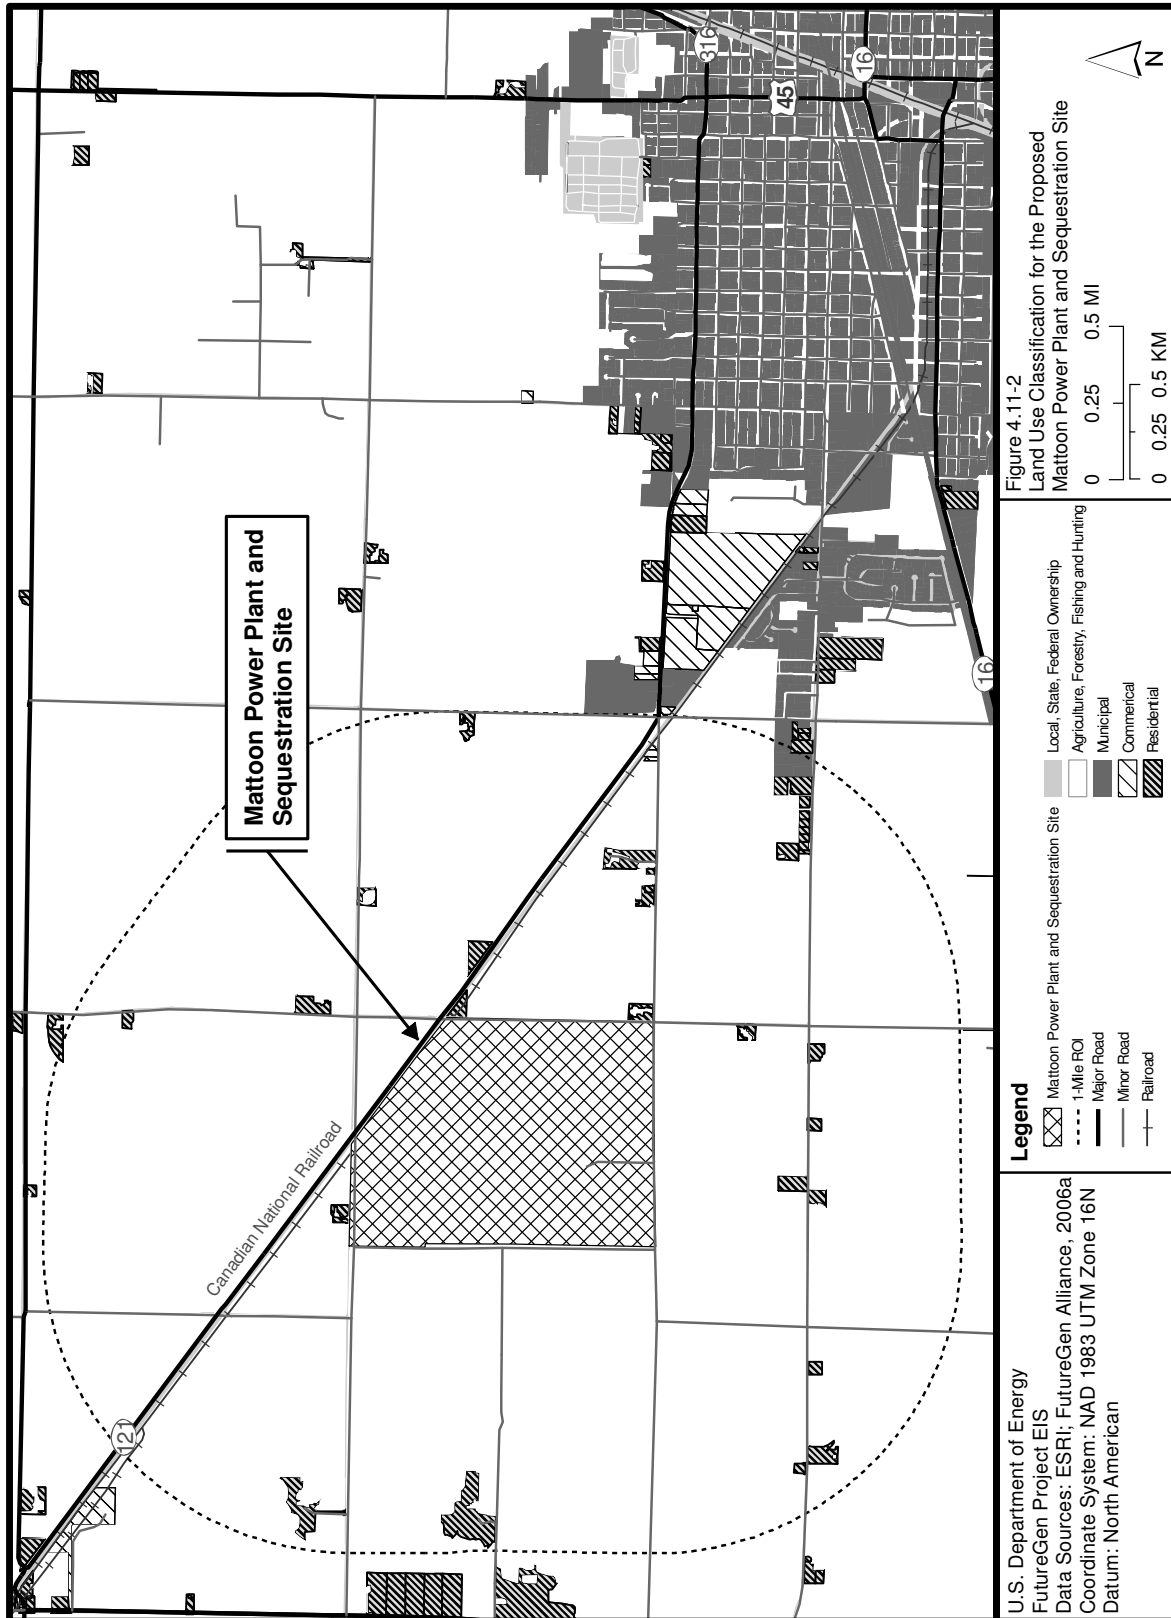 Mattoon Power Plant and
Sequestration Site
Canadian National Railroad
121
316
16
45
16
U.S. Department of Energy
FutureGen Project EIS
Data Sources: ESRI; FutureGen Alliance, 2006a
Coordinate System: NAD 1983 UTM Zone 16N
Datum: North American
Legend
Mattoon Power Plant and Sequestration Site
1-Mile ROI
Major Road
Minor Road
Railroad
Local, State, Federal Ownership
Agriculture, Forestry, Fishing and Hunting
Municipal
Commerical
Residential
Figure 4.11-2
Land Use Classification for the Proposed
Mattoon Power Plant and Sequestration Site
0 0.25 0.5 MI
0 0.25 0.5 KM
N